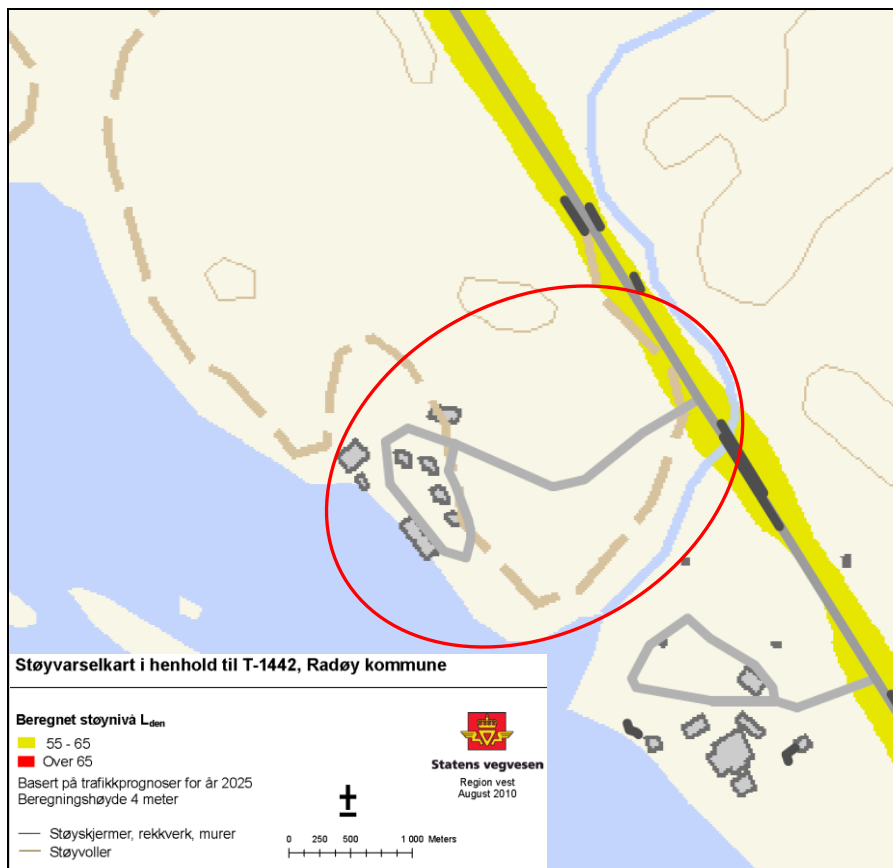 Støyvarselkart i henhold til T-1442, Radøy kommune
Beregnet støynivå Lden
55 - 65
Over 65
Basert på trafikkprognoser for år 2025
Beregningshøyde 4 meter
Støyskjermer, rekkverk, murer
Støyvoller
Statens vegvesen
Region vest
August 2010
0 250 500 1 000 Meters